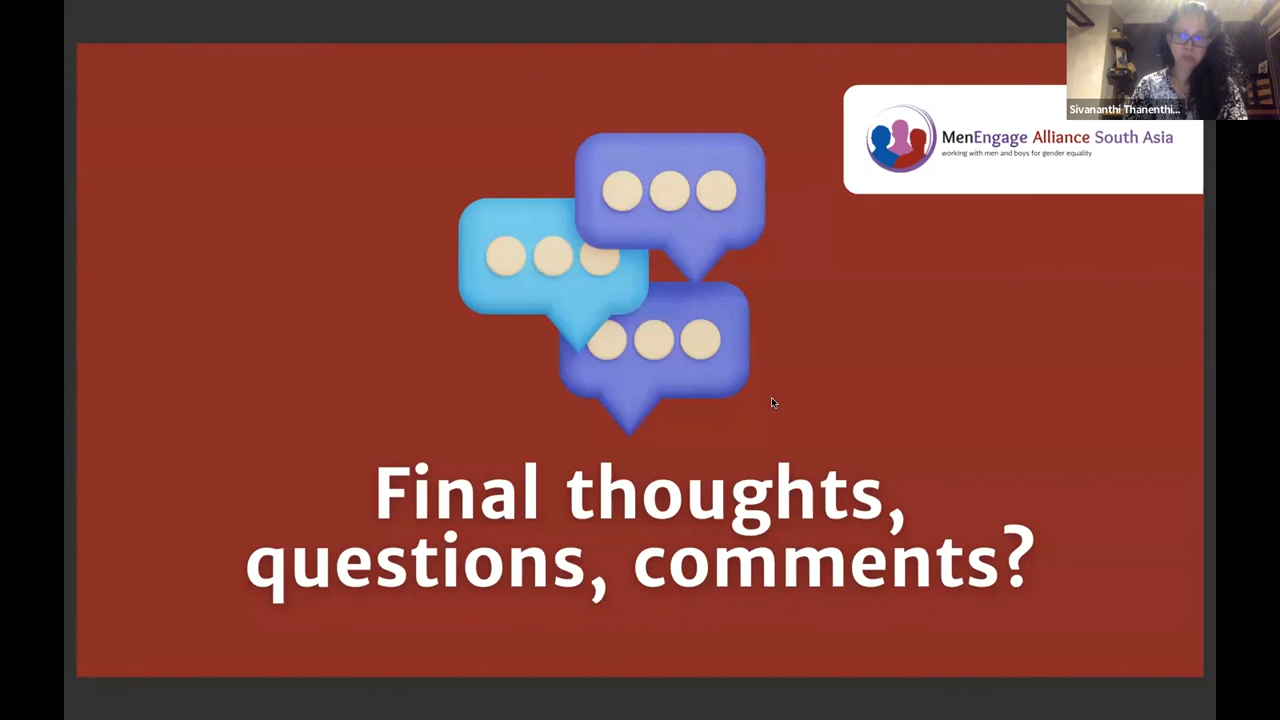 Sivananthi Thanenthi...
MenEngage Alliance South Asia
working with men and boys for gender equality
Final thoughts,
questions, comments?